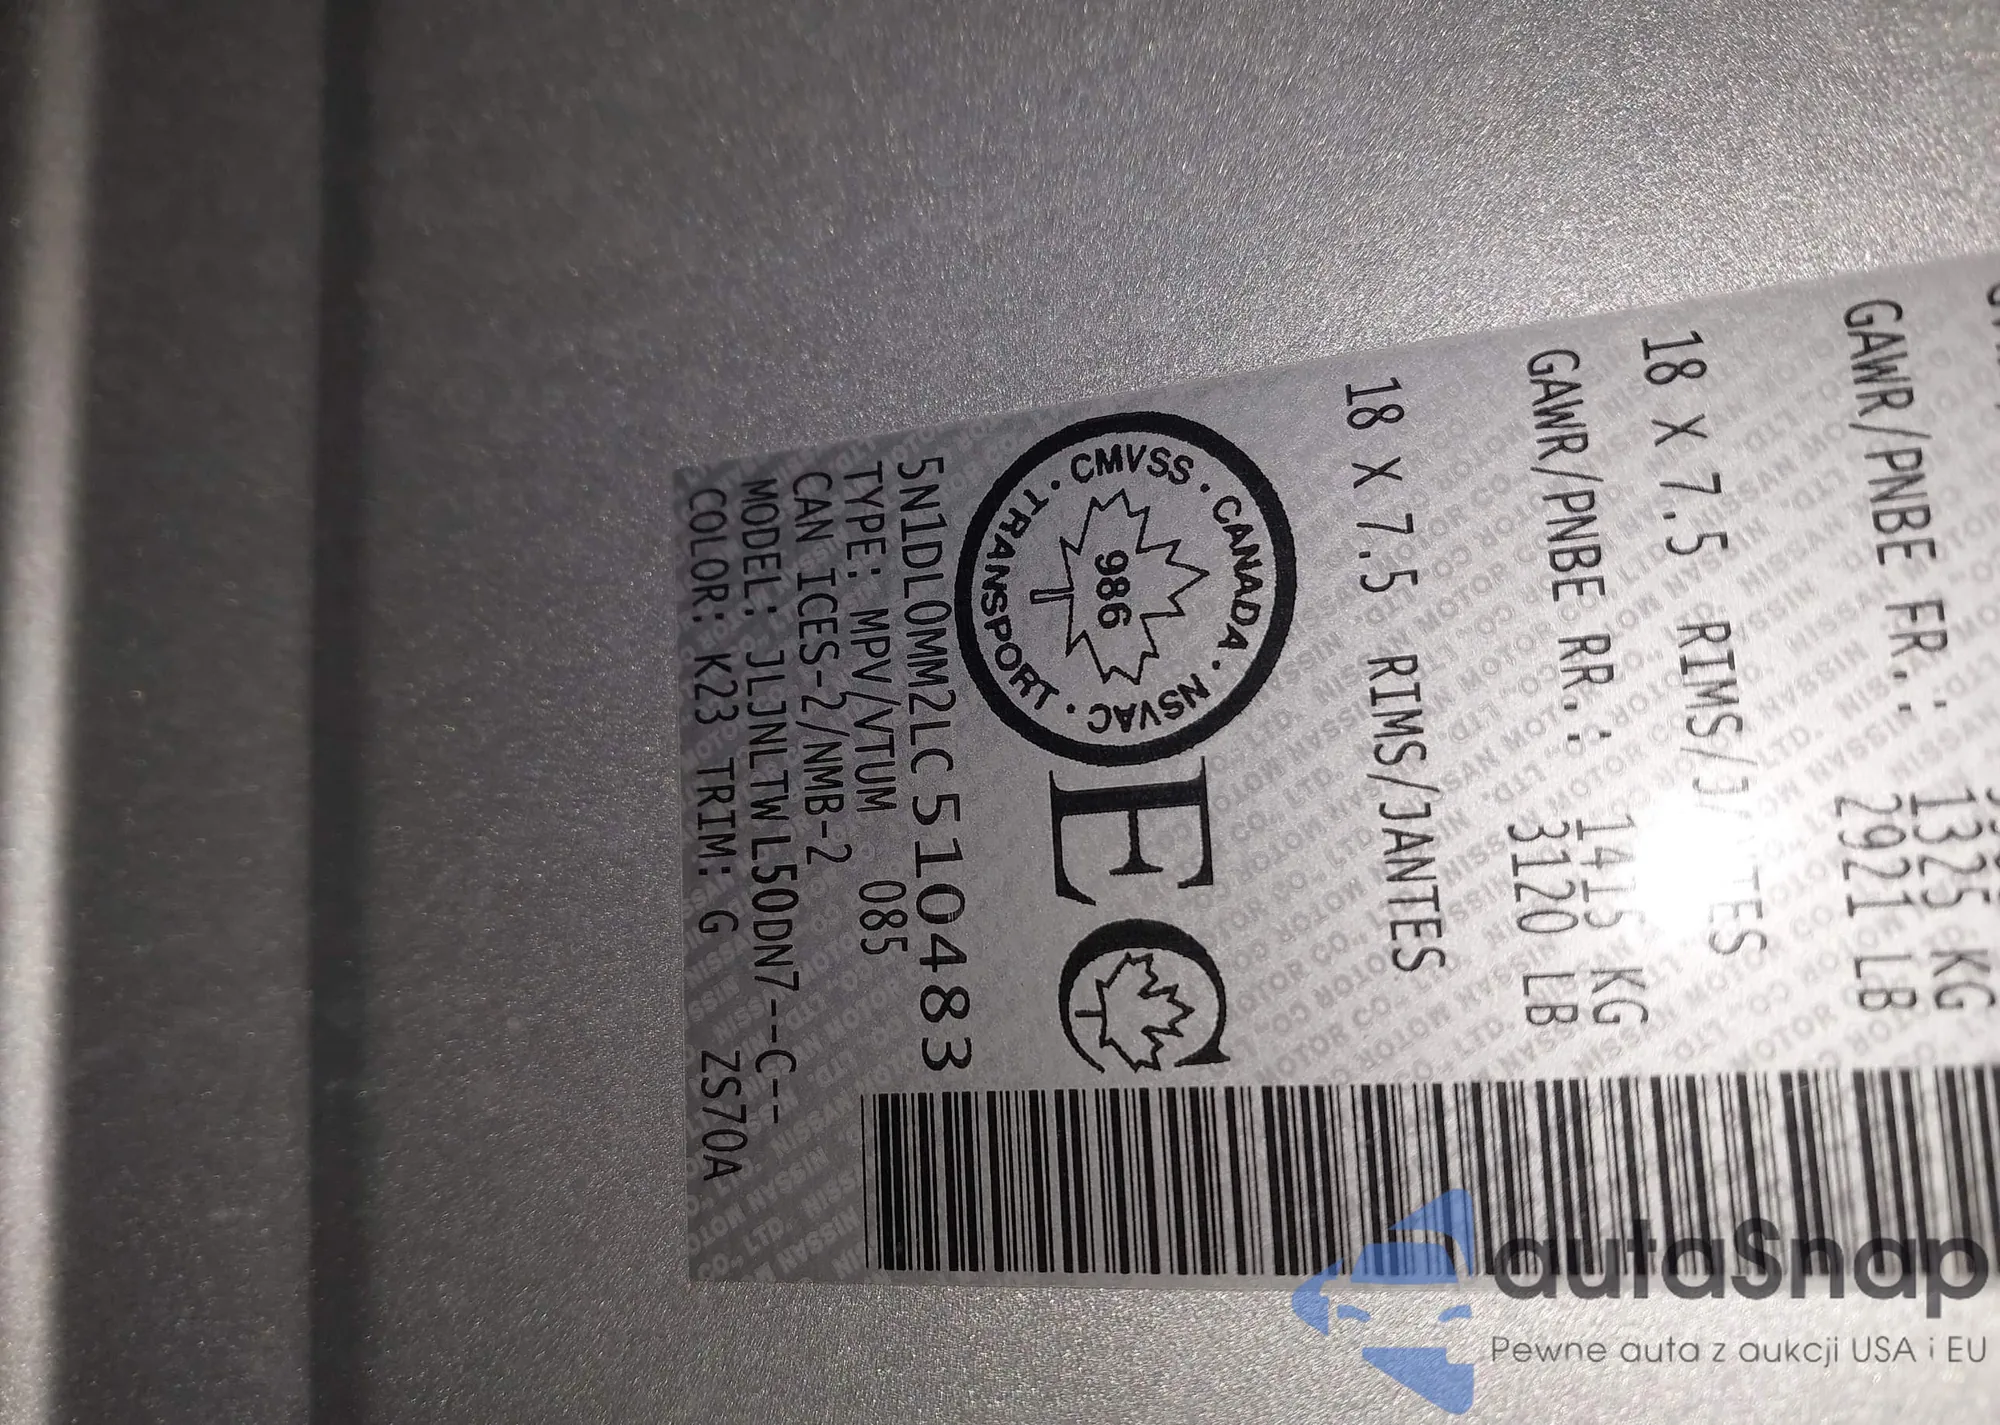 GAWR/PNBE FR.: 1325 KG
2921 LB
18 X 7.5 RIMS/JANTES
GAWR/PNBE RR.: 1415 KG
3120 LB
18 X 7.5 RIMS/JANTES
CMVSS · CANADA · NSVAC · TRANSPORT ·
986
EC
5N1DL0MM2LC510483
TYPE: MPV/VTUM 085
CAN ICES-2/NMB-2
MODEL: JLJNLTWL50DN7--C--
COLOR: K23 TRIM: G ZS70A
autaSnap
Pewne auta z aukcji USA i EU